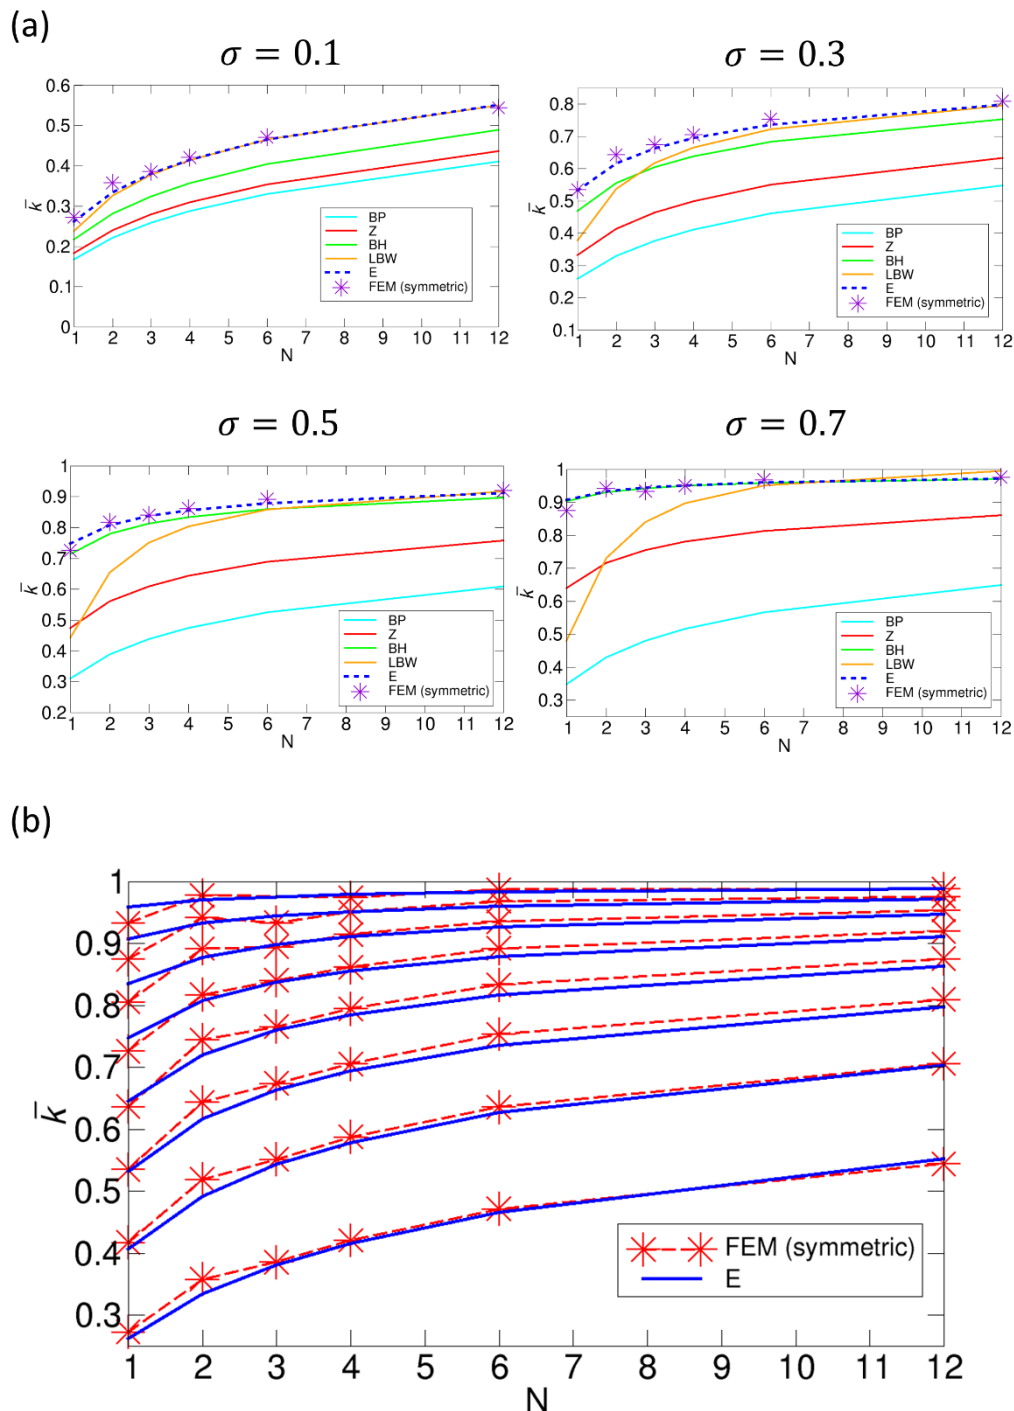 (a)
σ = 0.1
σ = 0.3
0.6
0.5
0.4
0.3
0.2
0.1
0
k̄
1 2 3 4 5 6 7 8 9 10 11 12
N
BP
Z
BH
LBW
E
FEM (symmetric)
0.8
0.7
0.6
0.5
0.4
0.3
0.2
0.1
k̄
1 2 3 4 5 6 7 8 9 10 11 12
N
BP
Z
BH
LBW
E
FEM (symmetric)
σ = 0.5
σ = 0.7
1
0.9
0.8
0.7
0.6
0.5
0.4
0.3
0.2
k̄
1 2 3 4 5 6 7 8 9 10 11 12
N
BP
Z
BH
LBW
E
FEM (symmetric)
1
0.9
0.8
0.7
0.6
0.5
0.4
0.3
k̄
1 2 3 4 5 6 7 8 9 10 11 12
N
BP
Z
BH
LBW
E
FEM (symmetric)
(b)
1
0.9
0.8
0.7
0.6
0.5
0.4
0.3
k̄
1 2 3 4 5 6 7 8 9 10 11 12
N
FEM (symmetric)
E